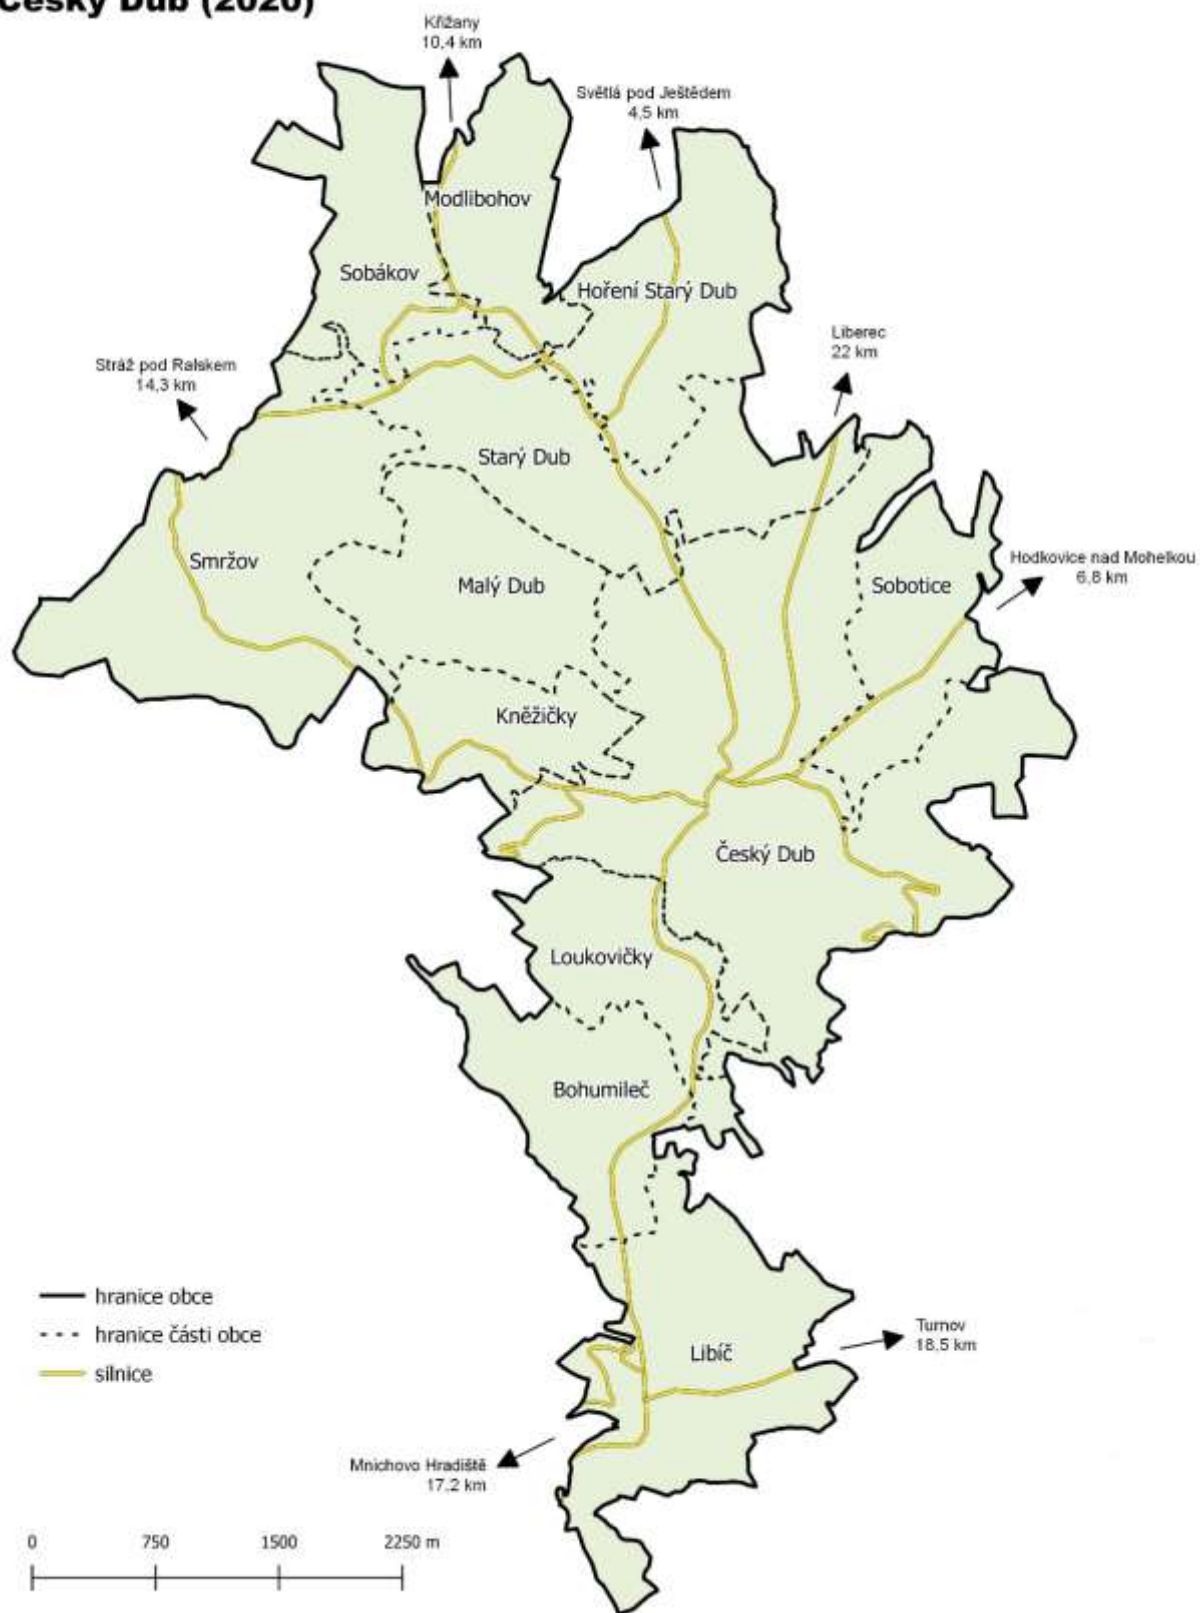 Český Dub (2020)
Křižany
10,4 km
Světlá pod Ještědem
4,5 km
Modlibohov
Sobákov
Hoření Starý Dub
Liberec
22 km
Stráž pod Ralskem
14,3 km
Starý Dub
Smržov
Malý Dub
Sobotice
Hodkovice nad Mohelkou
6,8 km
Kněžičky
Český Dub
Loukovičky
Bohumileč
hranice obce
hranice části obce
silnice
Libíč
Turnov
18,5 km
Mnichovo Hradiště
17,2 km
0 750 1500 2250 m